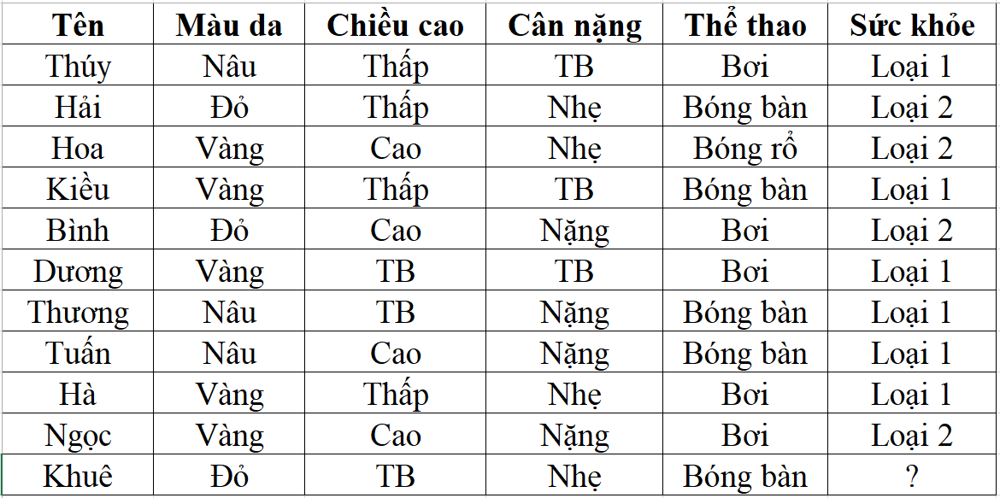 Tên Màu da Chiều cao Cân nặng Thể thao Sức khỏe
Thúy Nâu Thấp TB Bơi Loại 1
Hải Đỏ Thấp Nhẹ Bóng bàn Loại 2
Hoa Vàng Cao Nhẹ Bóng rổ Loại 2
Kiều Vàng Thấp TB Bóng bàn Loại 1
Bình Đỏ Cao Nặng Bơi Loại 2
Dương Vàng TB TB Bơi Loại 1
Thương Nâu TB Nặng Bóng bàn Loại 1
Tuấn Nâu Cao Nặng Bóng bàn Loại 1
Hà Vàng Thấp Nhẹ Bơi Loại 1
Ngọc Vàng Cao Nặng Bơi Loại 2
Khuê Đỏ TB Nhẹ Bóng bàn ?